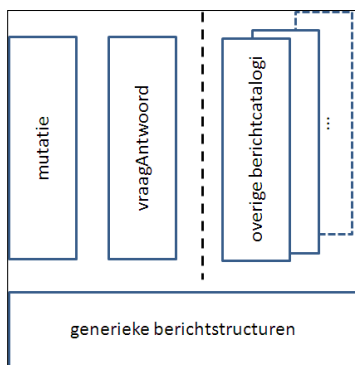 mutatie
vraagAntwoord
overige berichtcatalogi
...
generieke berichtstructuren